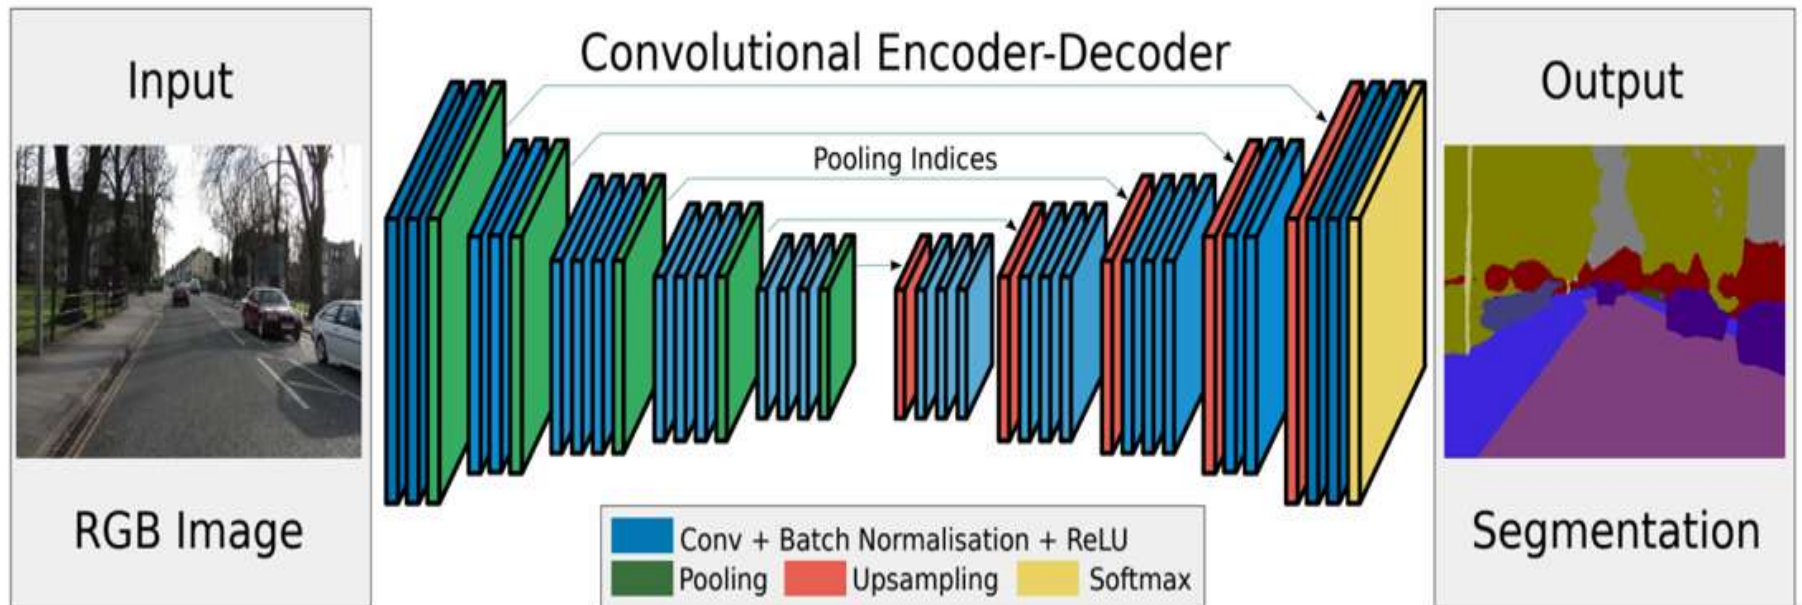 Input
RGB Image
Convolutional Encoder-Decoder
Pooling Indices
Conv + Batch Normalisation + ReLU
Pooling Upsampling Softmax
Output
Segmentation